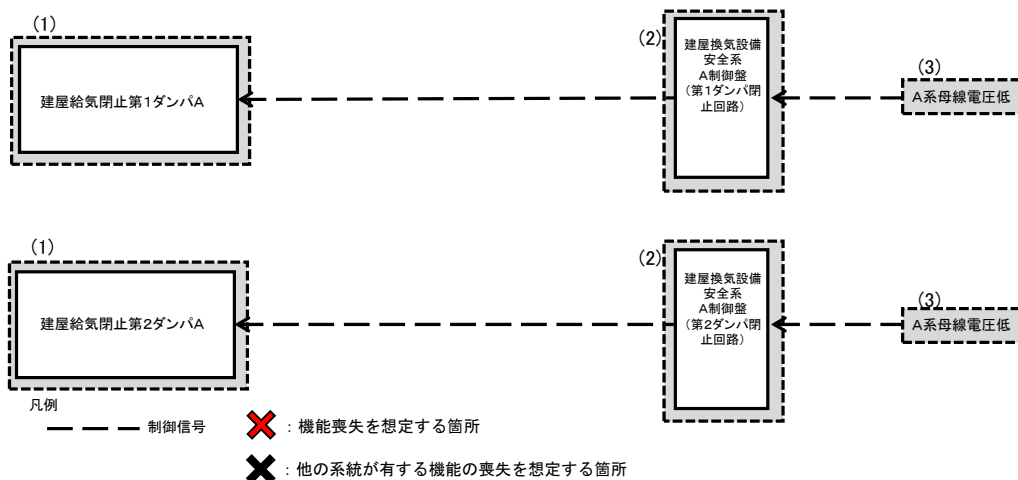 (1)
建屋給気閉止第1ダンパA
(2)
建屋換気設備
安全系
A制御盤
(第1ダンパ閉
止回路)
(3)
A系母線電圧低
(1)
建屋給気閉止第2ダンパA
(2)
建屋換気設備
安全系
A制御盤
(第2ダンパ閉
止回路)
(3)
A系母線電圧低
凡例
制御信号
：機能喪失を想定する箇所
：他の系統が有する機能の喪失を想定する箇所